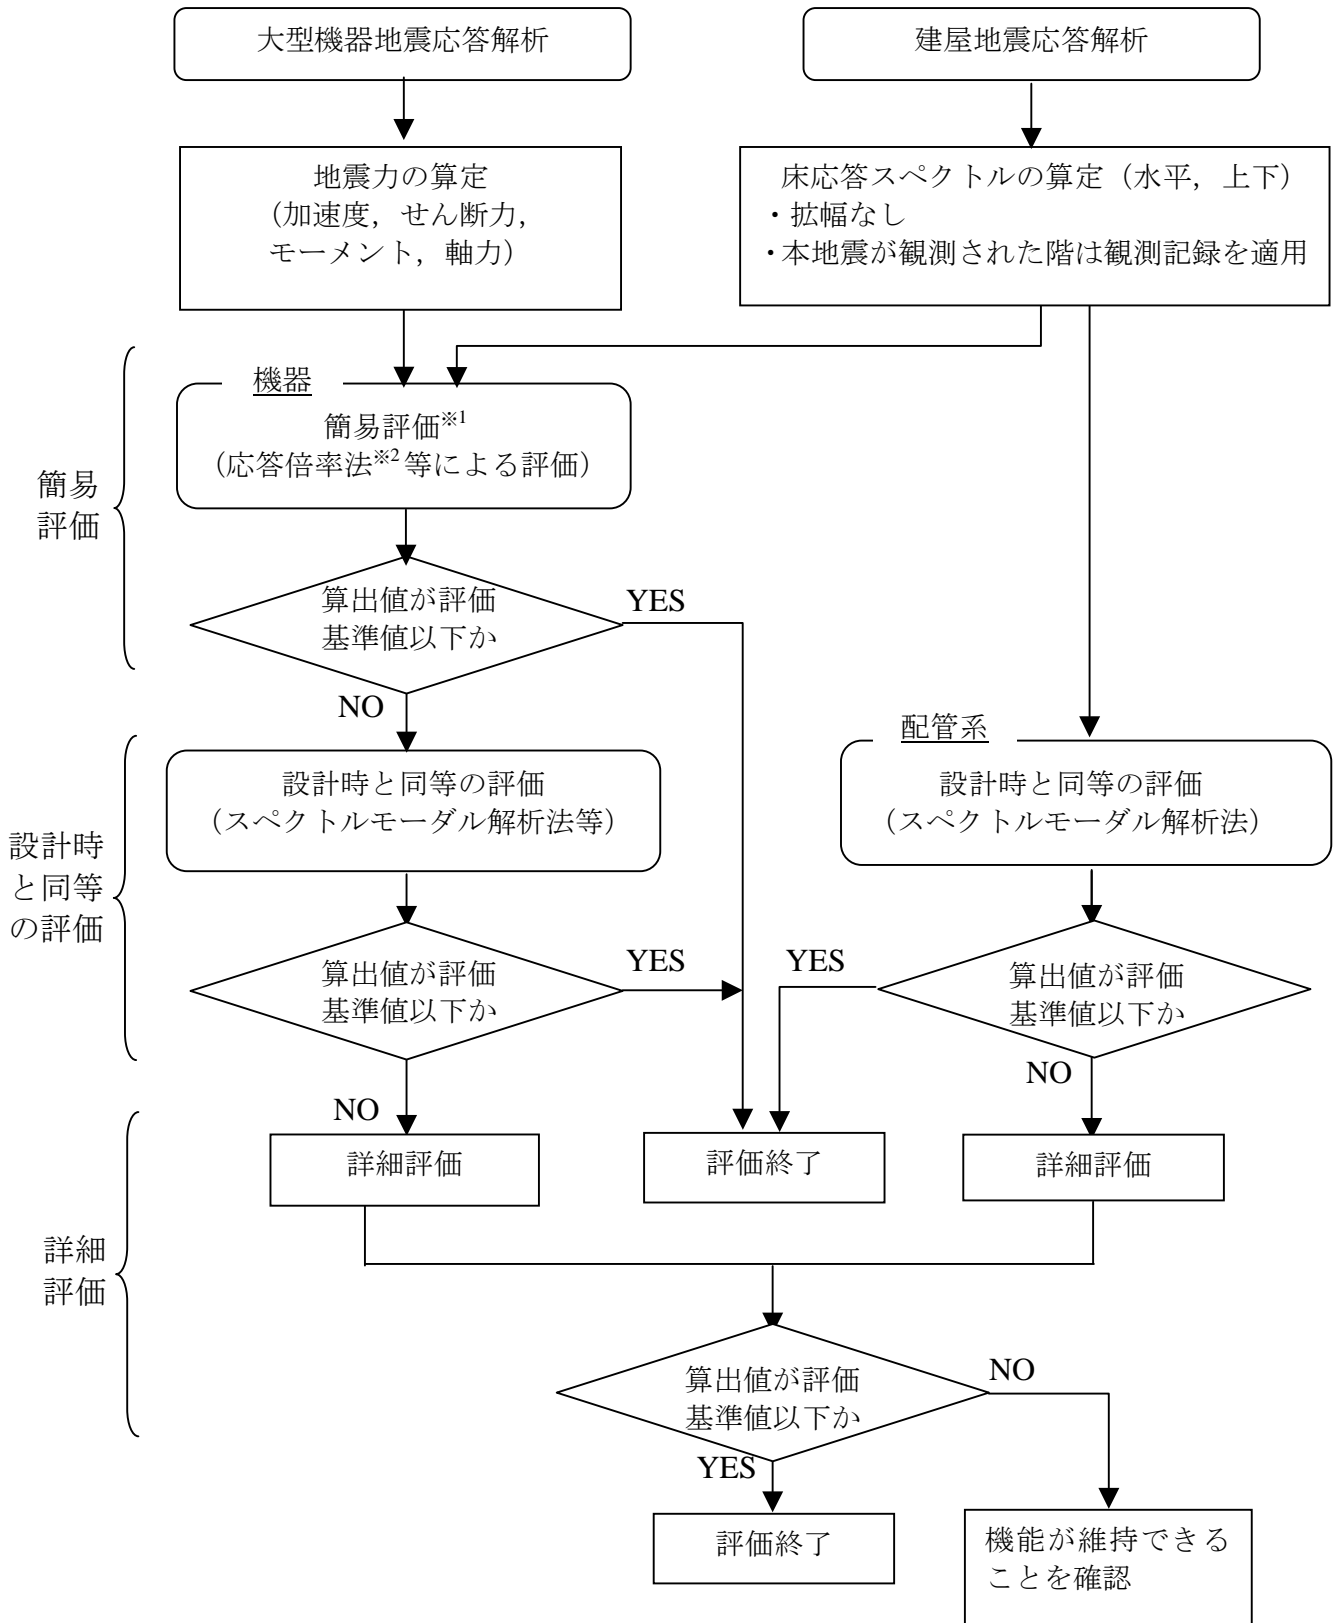 大型機器地震応答解析
建屋地震応答解析
地震力の算定
(加速度，せん断力，
モーメント，軸力)
床応答スペクトルの算定（水平，上下）
・拡幅なし
・本地震が観測された階は観測記録を適用
簡易
評価
機器
簡易評価※1
(応答倍率法※2等による評価)
算出値が評価
基準値以下か
YES
NO
設計時
と同等
の評価
設計時と同等の評価
(スペクトルモーダル解析法等)
配管系
設計時と同等の評価
(スペクトルモーダル解析法)
算出値が評価
基準値以下か
YES
YES
算出値が評価
基準値以下か
NO
NO
詳細
評価
詳細評価
評価終了
詳細評価
算出値が評価
基準値以下か
NO
YES
評価終了
機能が維持できる
ことを確認